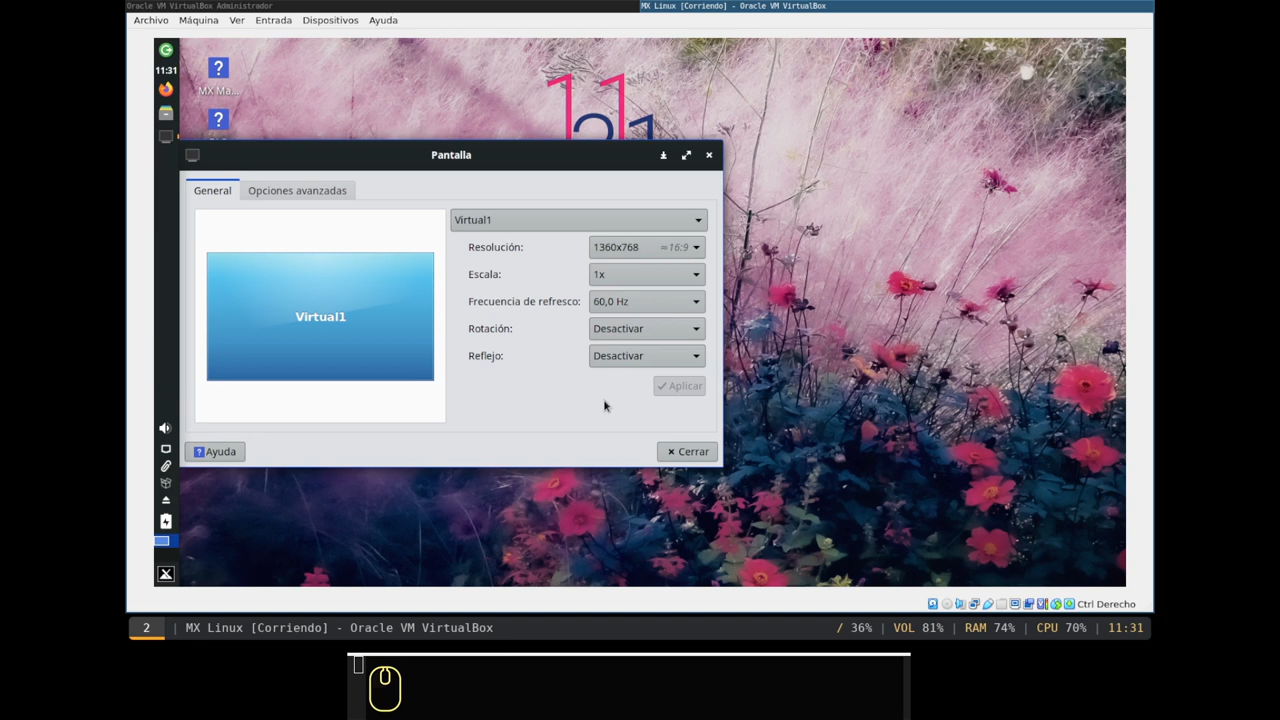 Oracle VM VirtualBox Administrador
MX Linux [Corriendo] - Oracle VM VirtualBox
Archivo Máquina Ver Entrada Dispositivos Ayuda
11:31
MX Ma...
11
21
Pantalla
General Opciones avanzadas
Virtual1
Virtual1
Resolución: 1360x768 ≈16:9
Escala: 1x
Frecuencia de refresco: 60,0 Hz
Rotación: Desactivar
Reflejo: Desactivar
Aplicar
Ayuda Cerrar
Ctrl Derecho
2 | MX Linux [Corriendo] - Oracle VM VirtualBox / 36% | VOL 81% | RAM 74% | CPU 70% | 11:31